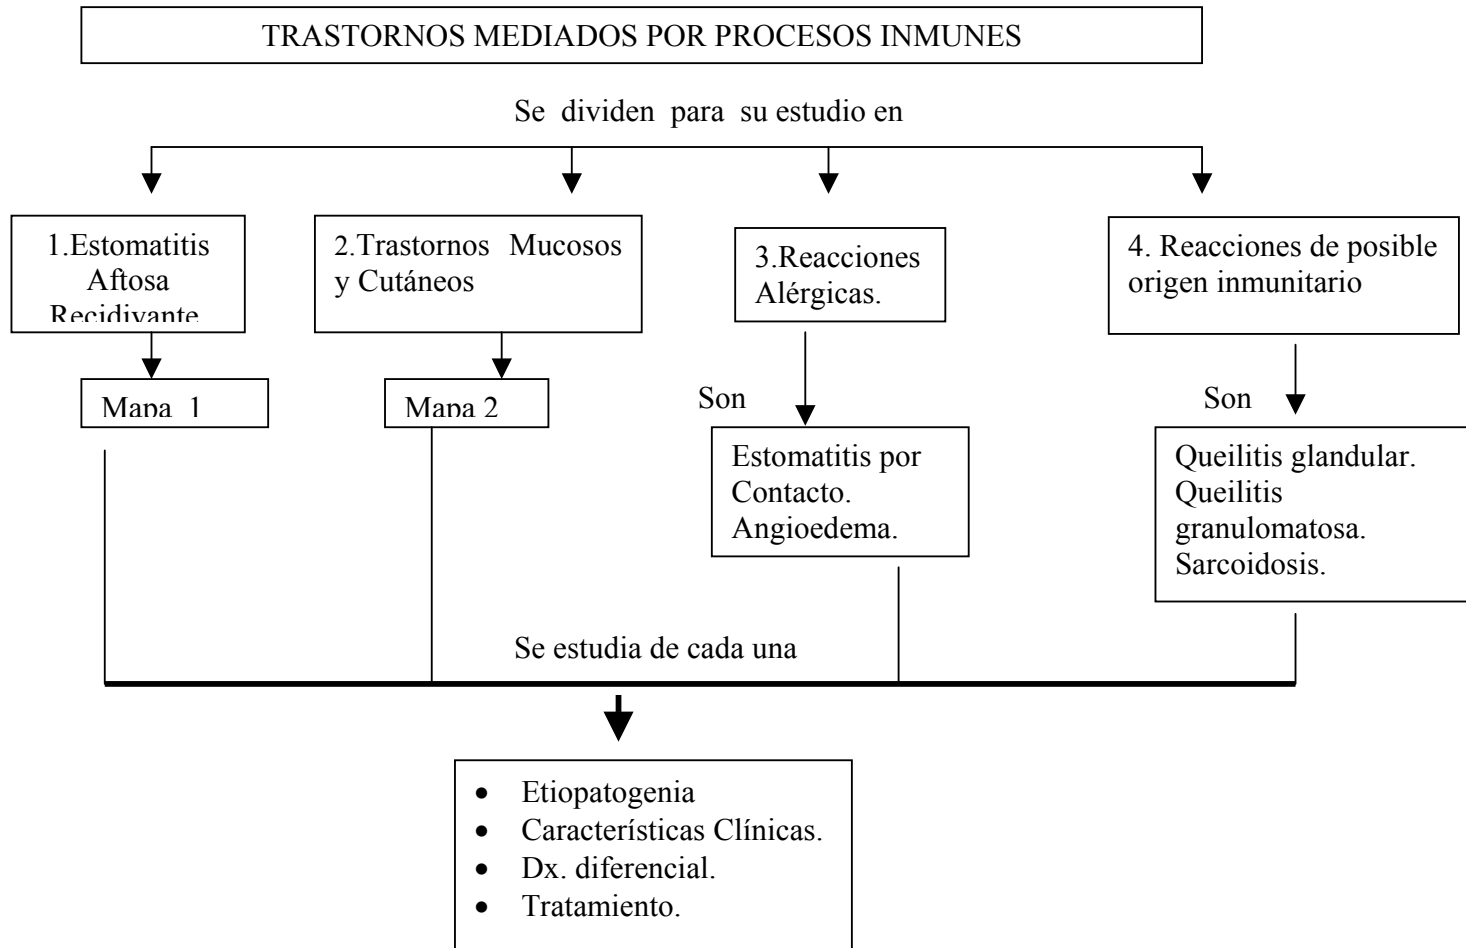 TRASTORNOS MEDIADOS POR PROCESOS INMUNES
Se dividen para su estudio en
1.Estomatitis
Aftosa
Recidivante
2.Trastornos Mucosos
y Cutáneos
3.Reacciones
Alérgicas.
4. Reacciones de posible
origen inmunitario
Mapa 1
Mapa 2
Son
Estomatitis por
Contacto.
Angioedema.
Son
Queilitis glandular.
Queilitis
granulomatosa.
Sarcoidosis.
Se estudia de cada una
• Etiopatogenia
• Características Clínicas.
• Dx. diferencial.
• Tratamiento.